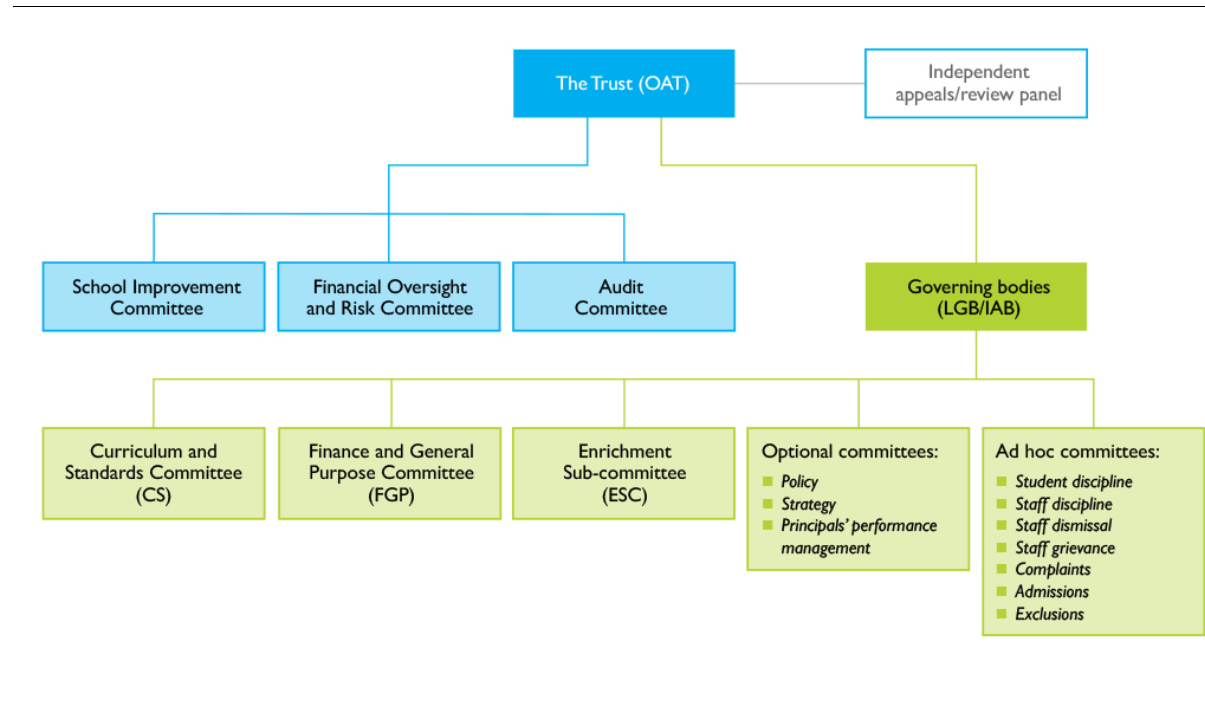 The Trust (OAT)
Independent
appeals/review panel
School Improvement
Committee
Financial Oversight
and Risk Committee
Audit
Committee
Governing bodies
(LGB/IAB)
Curriculum and
Standards Committee
(CS)
Finance and General
Purpose Committee
(FGP)
Enrichment
Sub-committee
(ESC)
Optional committees:
Policy
Strategy
Principals’ performance
management
Ad hoc committees:
Student discipline
Staff discipline
Staff dismissal
Staff grievance
Complaints
Admissions
Exclusions